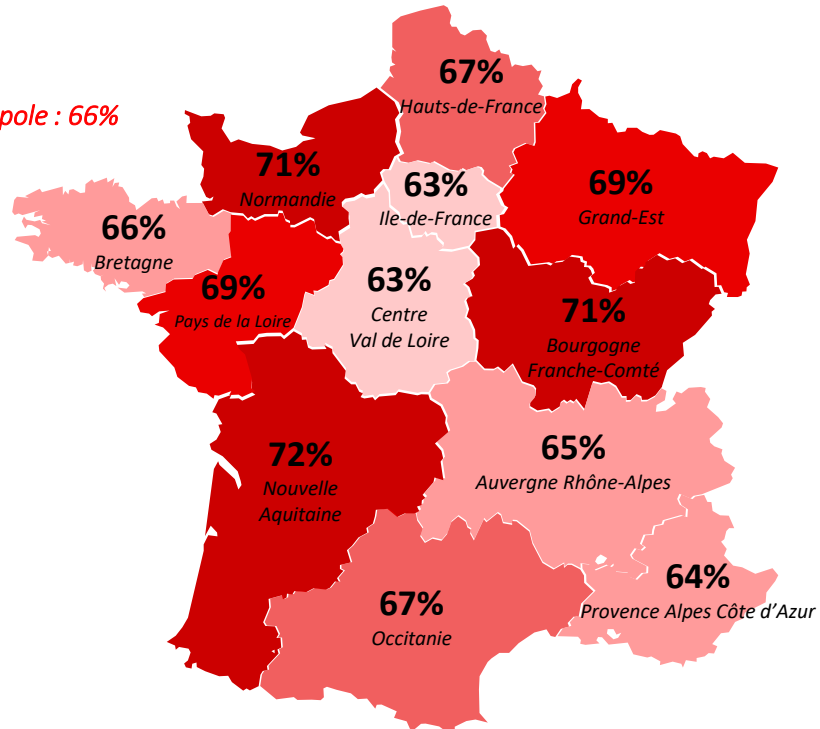 67%
Hauts-de-France
pole : 66%
71%
Normandie
63%
Ile-de-France
69%
Grand-Est
66%
Bretagne
69%
Pays de la Loire
63%
Centre
Val de Loire
71%
Bourgogne
Franche-Comté
72%
Nouvelle
Aquitaine
65%
Auvergne Rhône-Alpes
67%
Occitanie
64%
Provence Alpes Côte d’Azur